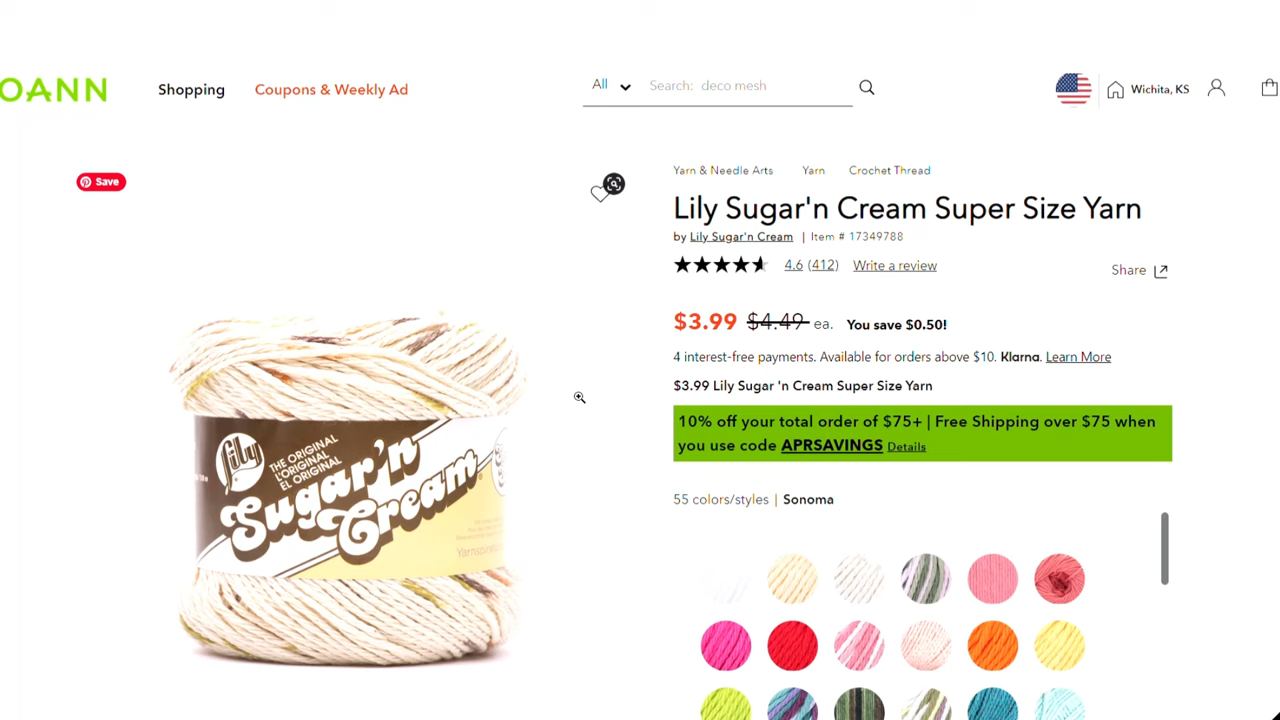 OANN
Shopping
Coupons & Weekly Ad
All
Search: deco mesh
Wichita, KS
Save
Yarn & Needle Arts
Yarn
Crochet Thread
Lily Sugar'n Cream Super Size Yarn
by Lily Sugar'n Cream | Item # 17349788
4.6 (412) Write a review
Share
$3.99 $4.49 ea. You save $0.50!
4 interest-free payments. Available for orders above $10. Klarna. Learn More
$3.99 Lily Sugar 'n Cream Super Size Yarn
10% off your total order of $75+ | Free Shipping over $75 when
you use code APRSAVINGS Details
55 colors/styles | Sonoma
lily
THE ORIGINAL
L'ORIGINAL
EL ORIGINAL
Sugar'n
Cream